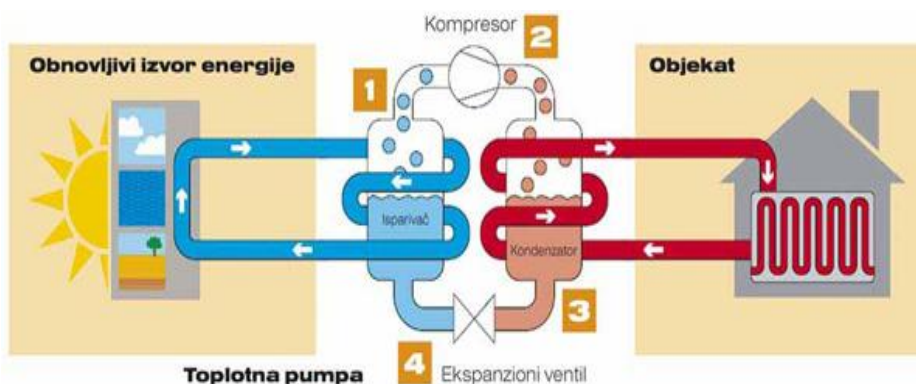 Kompresor
2
Obnovljivi izvor energije
1
Objekat
Isparivač
Kondenzator
3
4
Ekspanzioni ventil
Toplotna pumpa